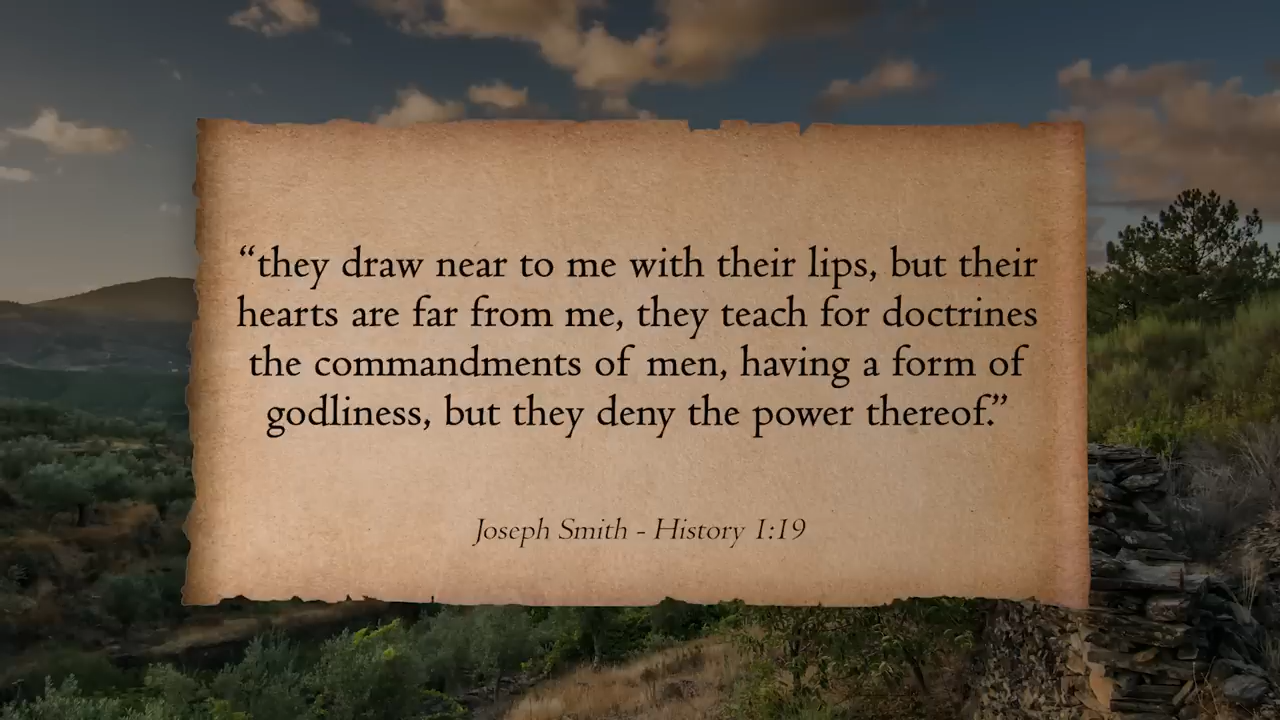 “they draw near to me with their lips, but their
hearts are far from me, they teach for doctrines
the commandments of men, having a form of
godliness, but they deny the power thereof.”
Joseph Smith - History 1:19